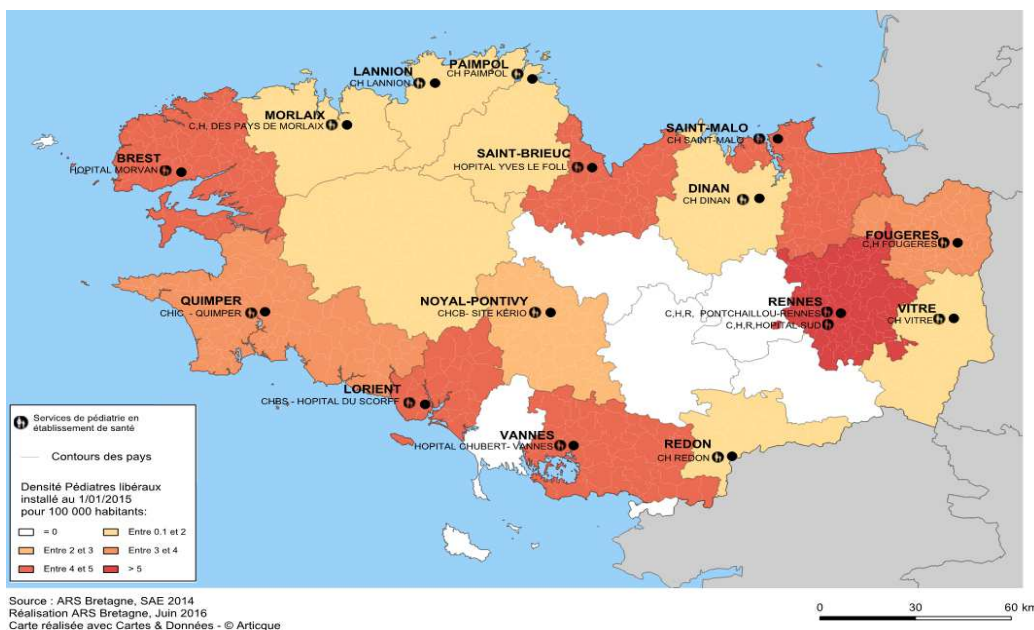 PAIMPOL
CH PAIMPOL
LANNION
CH LANNION
MORLAIX
C,H, DES PAYS DE MORLAIX
SAINT-MALO
CH SAINT-MALO
BREST
HOPITAL MORVAN
SAINT-BRIEUC
HOPITAL YVES LE FOLL
DINAN
CH DINAN
FOUGERES
C,H FOUGERES
QUIMPER
CHIC - QUIMPER
NOYAL-PONTIVY
CHCB- SITE KÉRIO
RENNES
C,H,R, PONTCHAILLOU-RENNES
C,H,R,HOPITAL SUD
VITRE
CH VITRE
LORIENT
CHBS - HOPITAL DU SCORFF
VANNES
HOPITAL CHUBERT- VANNES
REDON
CH REDON
Services de pédiatrie en
établissement de santé
Contours des pays
Densité Pédiatres libéraux
installé au 1/01/2015
pour 100 000 habitants:
= 0
Entre 0.1 et 2
Entre 2 et 3
Entre 3 et 4
Entre 4 et 5
> 5
Source : ARS Bretagne, SAE 2014
Réalisation ARS Bretagne, Juin 2016
Carte réalisée avec Cartes & Données - © Articque
0 30 60 km